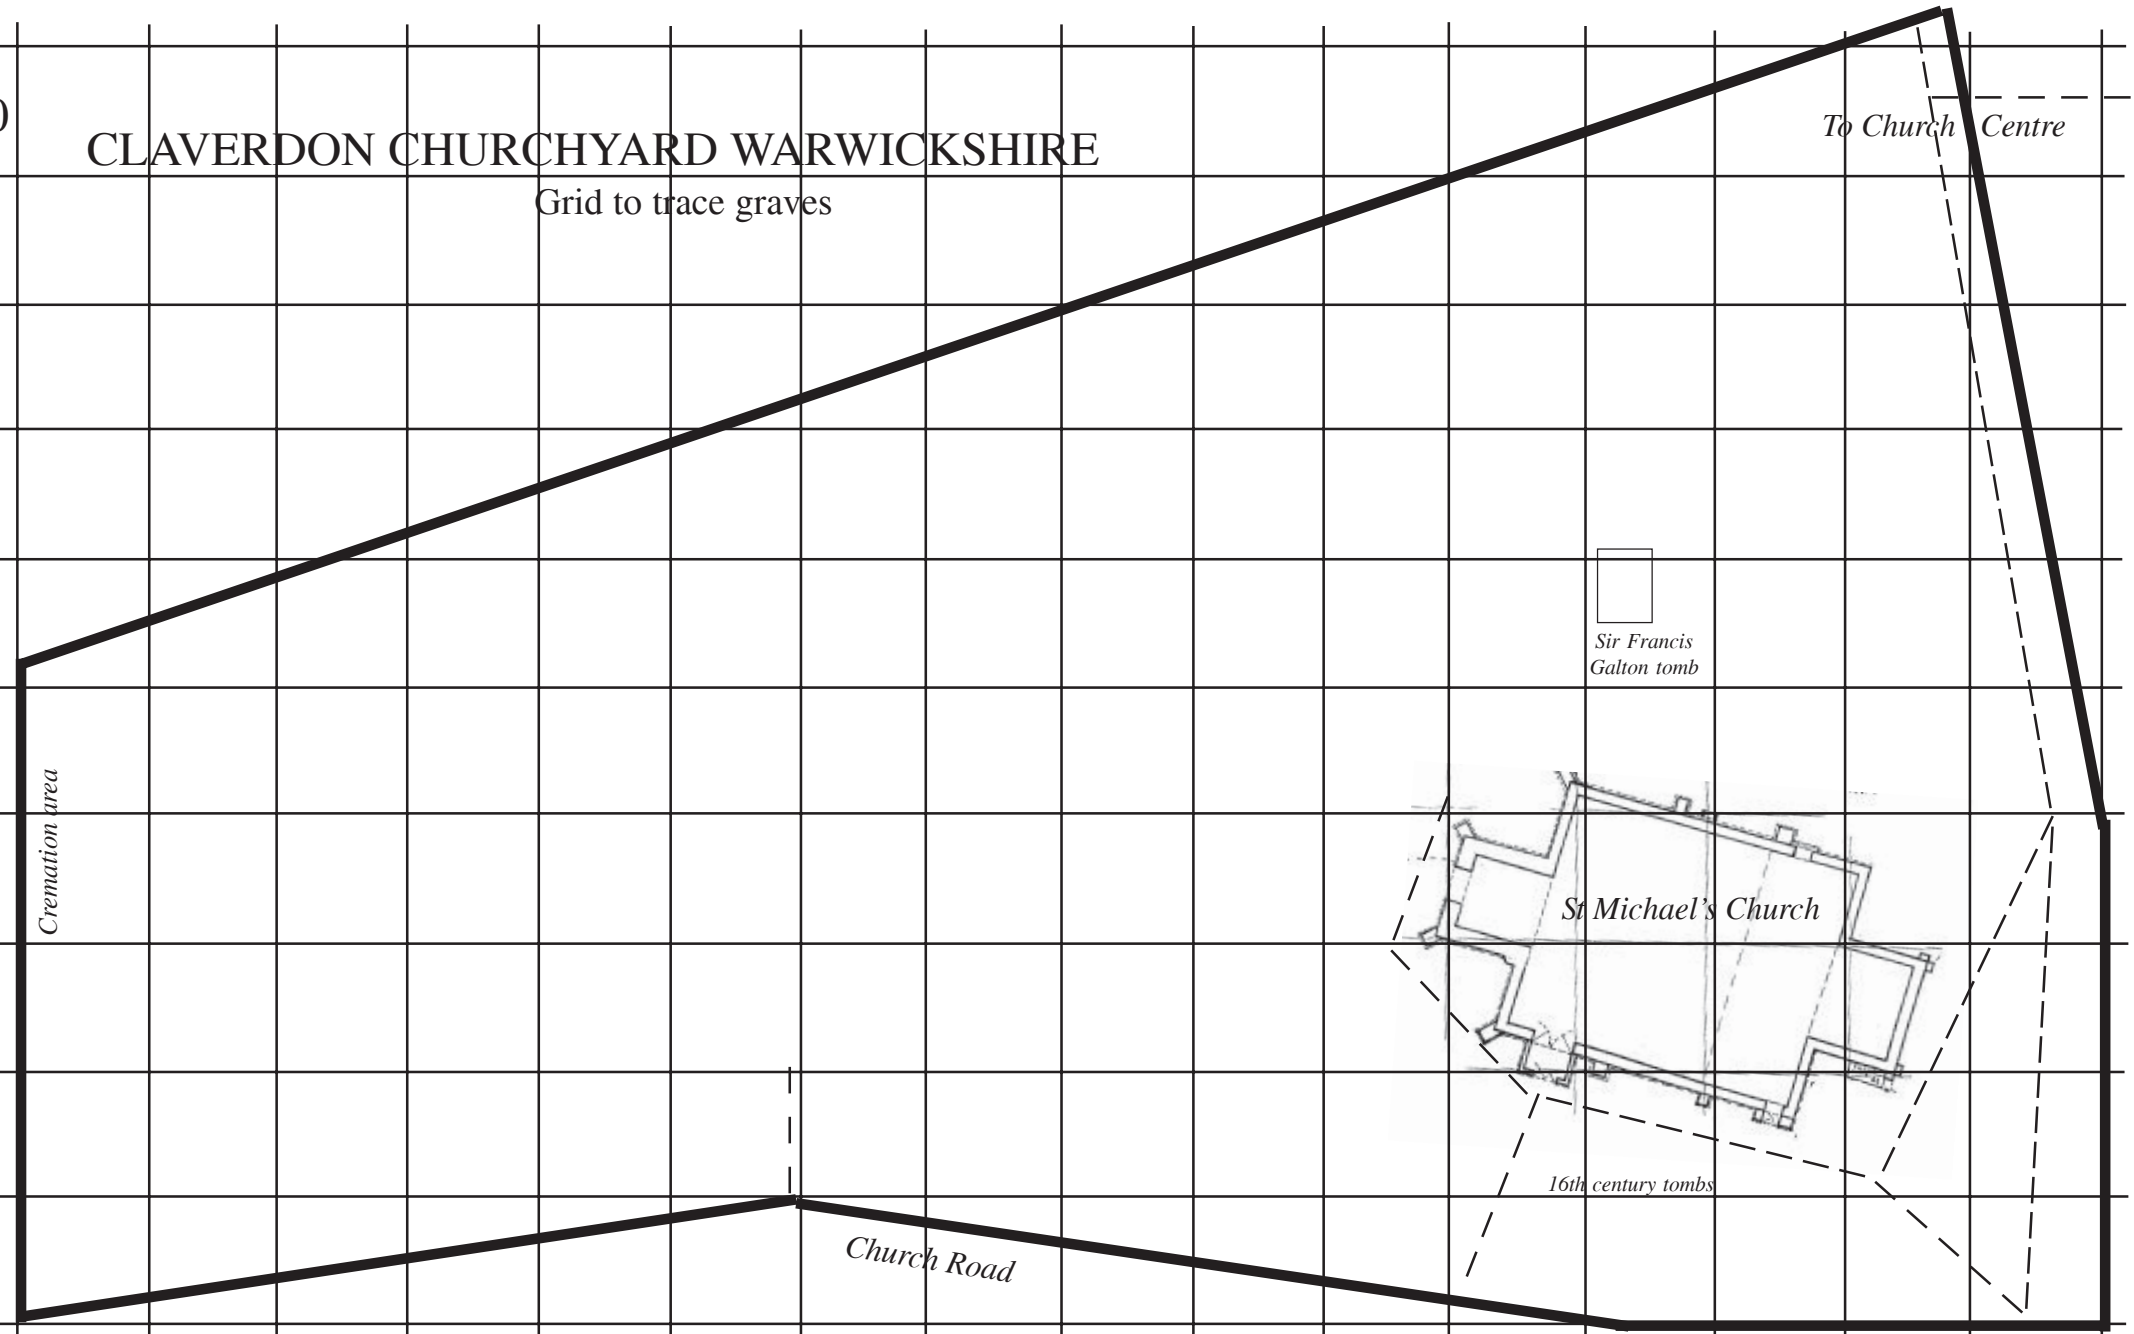 CLAVERDON CHURCHYARD WARWICKSHIRE
Grid to trace graves
To Church Centre
Sir Francis
Galton tomb
Cremation area
St Michael's Church
16th century tombs
Church Road